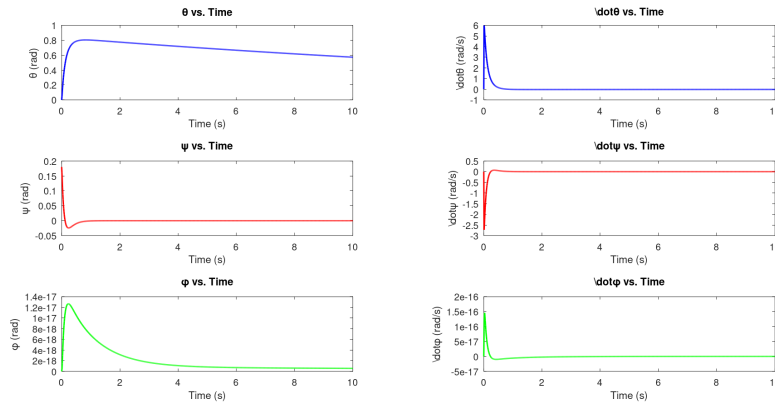 θ vs. Time
1
0.8
0.6
0.4
0.2
0
θ (rad)
0 2 4 6 8 10
Time (s)
\dotθ vs. Time
6
5
4
3
2
1
0
-1
\dotθ (rad/s)
0 2 4 6 8 1
Time (s)
ψ vs. Time
0.2
0.15
0.1
0.05
0
-0.05
ψ (rad)
0 2 4 6 8 10
Time (s)
\dotψ vs. Time
0.5
0
-0.5
-1
-1.5
-2
-2.5
-3
\dotψ (rad/s)
0 2 4 6 8 1
Time (s)
φ vs. Time
1.4e-17
1.2e-17
1e-17
8e-18
6e-18
4e-18
2e-18
0
φ (rad)
0 2 4 6 8 10
Time (s)
\dotφ vs. Time
2e-16
1.5e-16
1e-16
5e-17
0
-5e-17
\dotφ (rad/s)
0 2 4 6 8 1
Time (s)